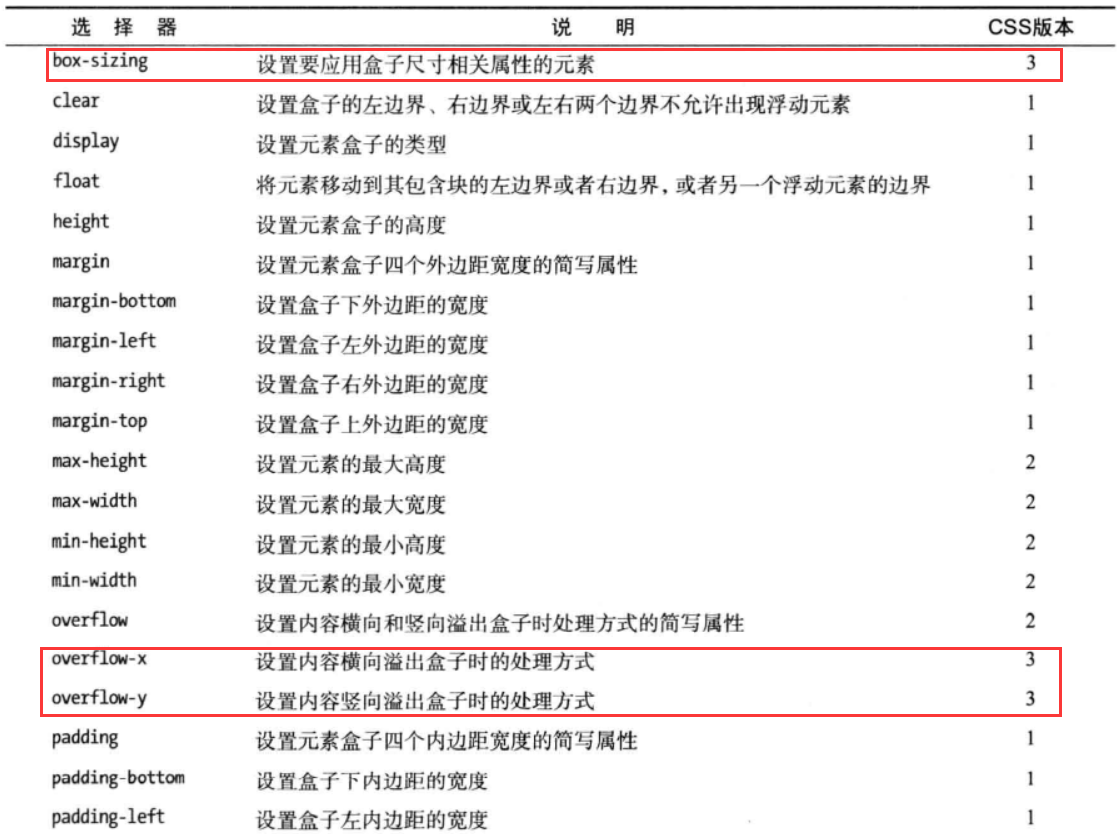 选 择 器 说 明 CSS版本
box-sizing 设置要应用盒子尺寸相关属性的元素 3
clear 设置盒子的左边界、右边界或左右两个边界不允许出现浮动元素 1
display 设置元素盒子的类型 1
float 将元素移动到其包含块的左边界或者右边界，或者另一个浮动元素的边界 1
height 设置元素盒子的高度 1
margin 设置元素盒子四个外边距宽度的简写属性 1
margin-bottom 设置盒子下外边距的宽度 1
margin-left 设置盒子左外边距的宽度 1
margin-right 设置盒子右外边距的宽度 1
margin-top 设置盒子上外边距的宽度 1
max-height 设置元素的最大高度 2
max-width 设置元素的最大宽度 2
min-height 设置元素的最小高度 2
min-width 设置元素的最小宽度 2
overflow 设置内容横向和竖向溢出盒子时处理方式的简写属性 2
overflow-x 设置内容横向溢出盒子时的处理方式 3
overflow-y 设置内容竖向溢出盒子时的处理方式 3
padding 设置元素盒子四个内边距宽度的简写属性 1
padding-bottom 设置盒子下内边距的宽度 1
padding-left 设置盒子左内边距的宽度 1